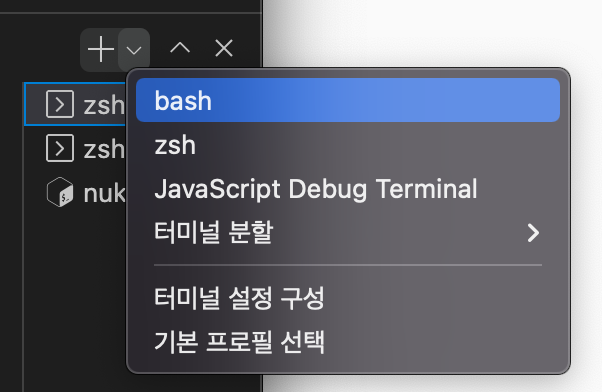 zsh
bash
zsh
zsh
JavaScript Debug Terminal
nuk
터미널 분할
터미널 설정 구성
기본 프로필 선택